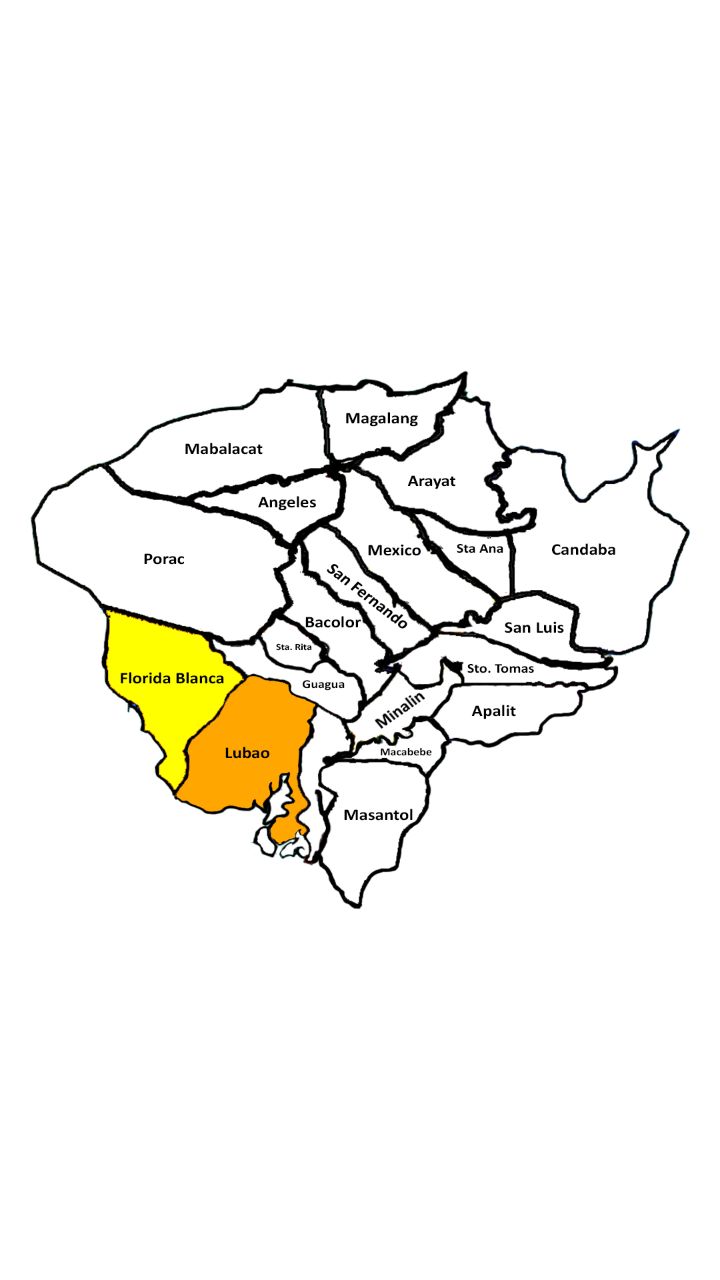 Magalang
Mabalacat
Arayat
Angeles
Mexico
Sta Ana
Candaba
Porac
San Fernando
Bacolor
San Luis
Sta. Rita
Sto. Tomas
Florida Blanca
Guagua
Minalin
Apalit
Lubao
Macabebe
Masantol